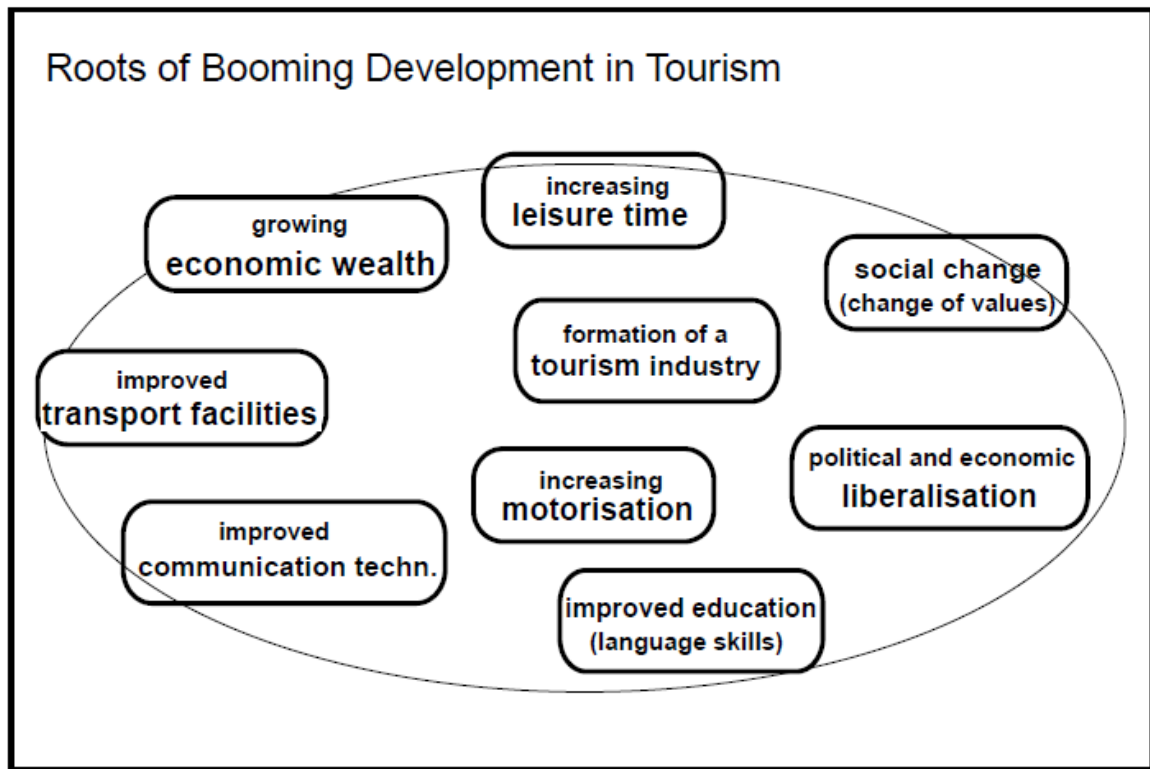 Roots of Booming Development in Tourism
increasing
leisure time
growing
economic wealth
social change
(change of values)
formation of a
tourism industry
improved
transport facilities
political and economic
liberalisation
increasing
motorisation
improved
communication techn.
improved education
(language skills)